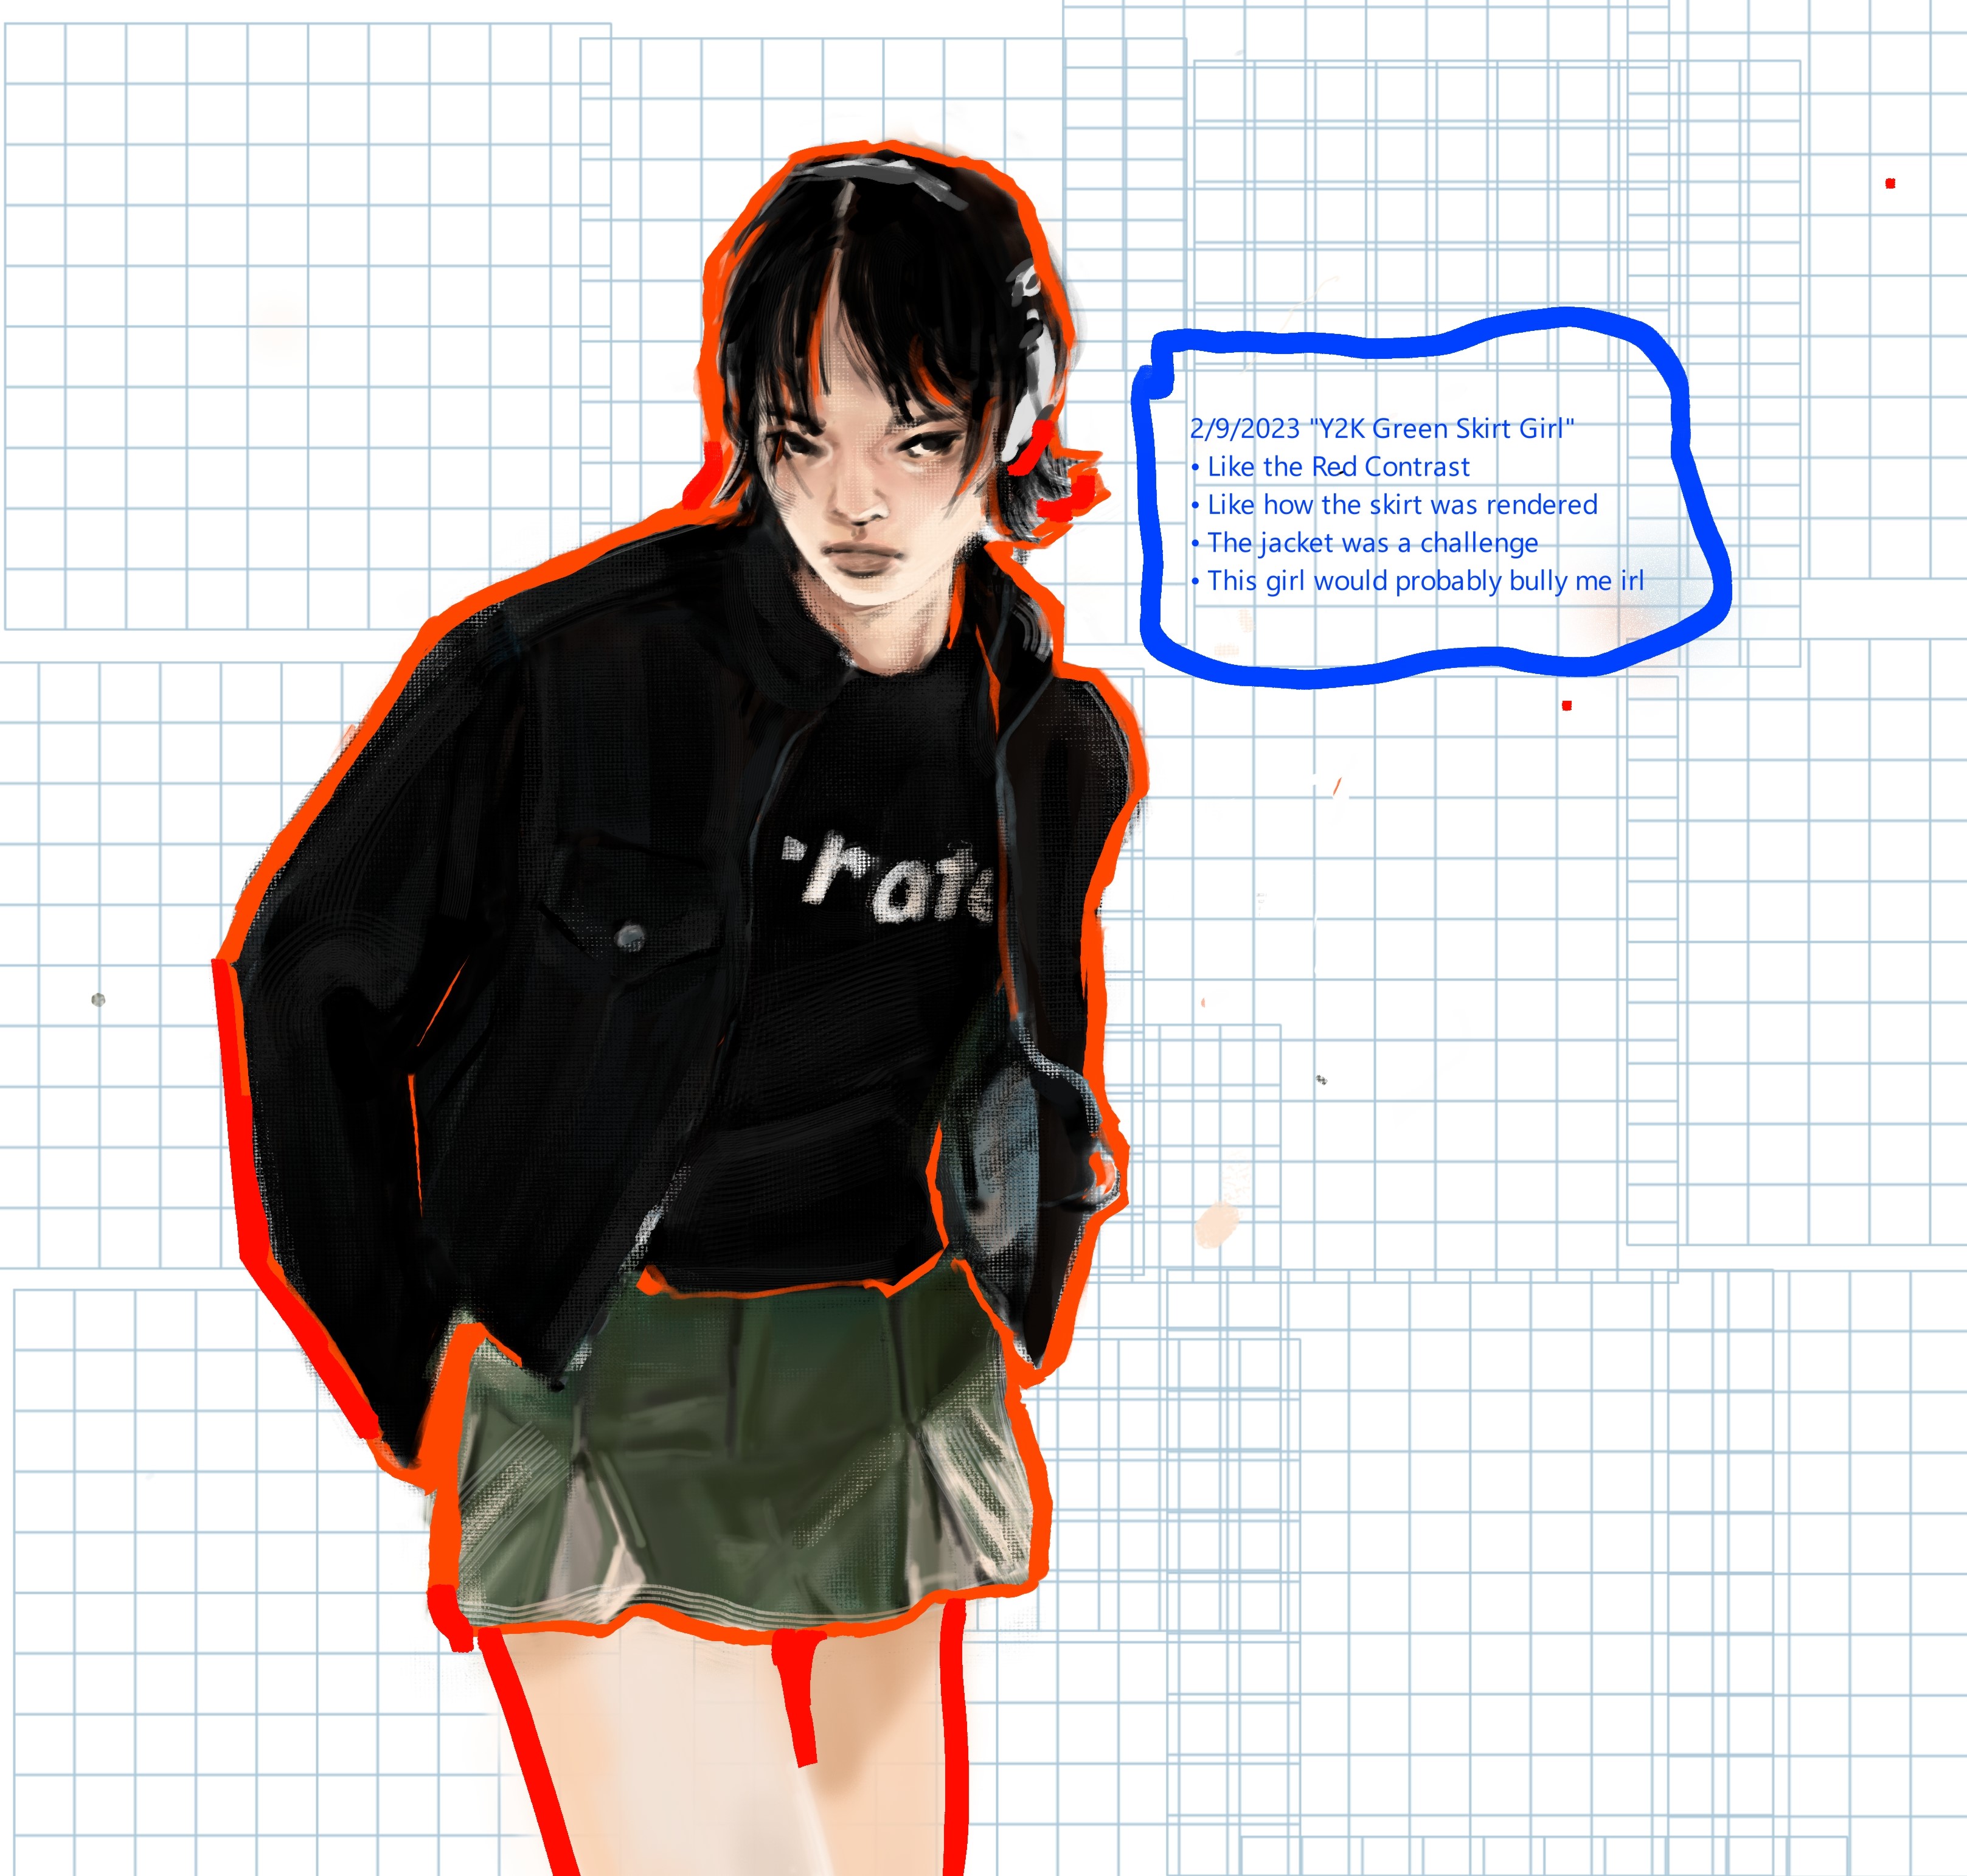 2/9/2023 "Y2K Green Skirt Girl"
• Like the Red Contrast
• Like how the skirt was rendered
• The jacket was a challenge
• This girl would probably bully me irl